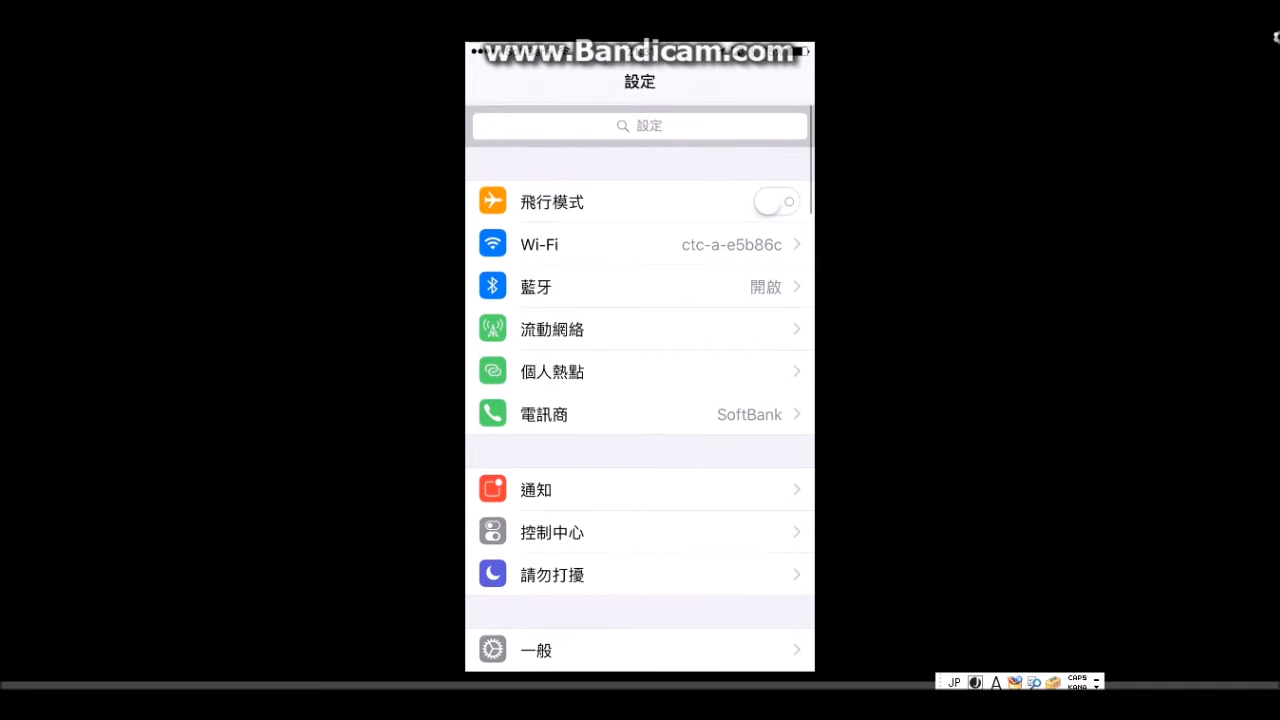 www.Bandicam.com
設定
設定
飛行模式
Wi-Fi ctc-a-e5b86c
藍牙 開啟
流動網絡
個人熱點
電訊商 SoftBank
通知
控制中心
請勿打擾
一般
JP A CAPS
KANA